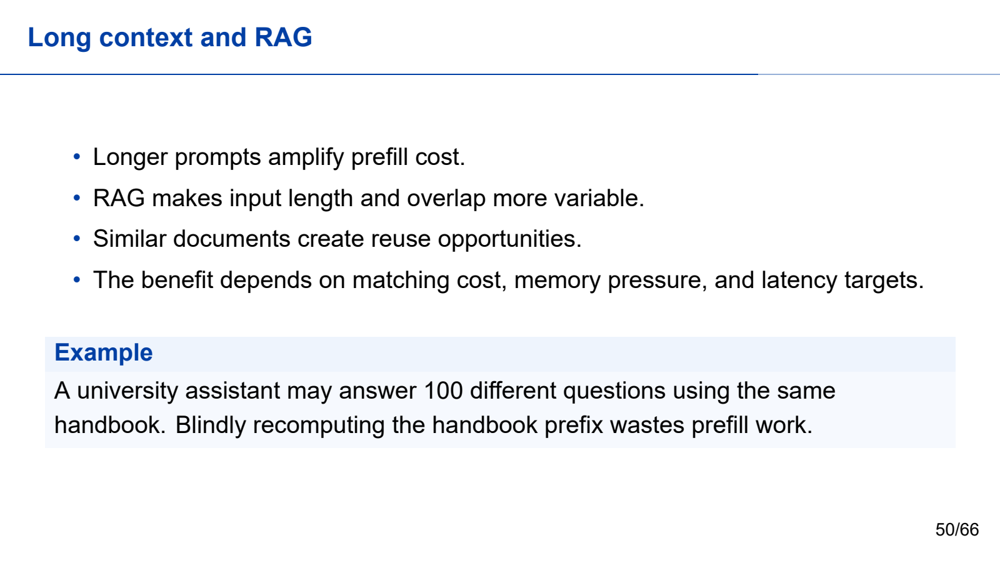 Long context and RAG
• Longer prompts amplify prefill cost.
• RAG makes input length and overlap more variable.
• Similar documents create reuse opportunities.
• The benefit depends on matching cost, memory pressure, and latency targets.
Example
A university assistant may answer 100 different questions using the same
handbook. Blindly recomputing the handbook prefix wastes prefill work.
50/66